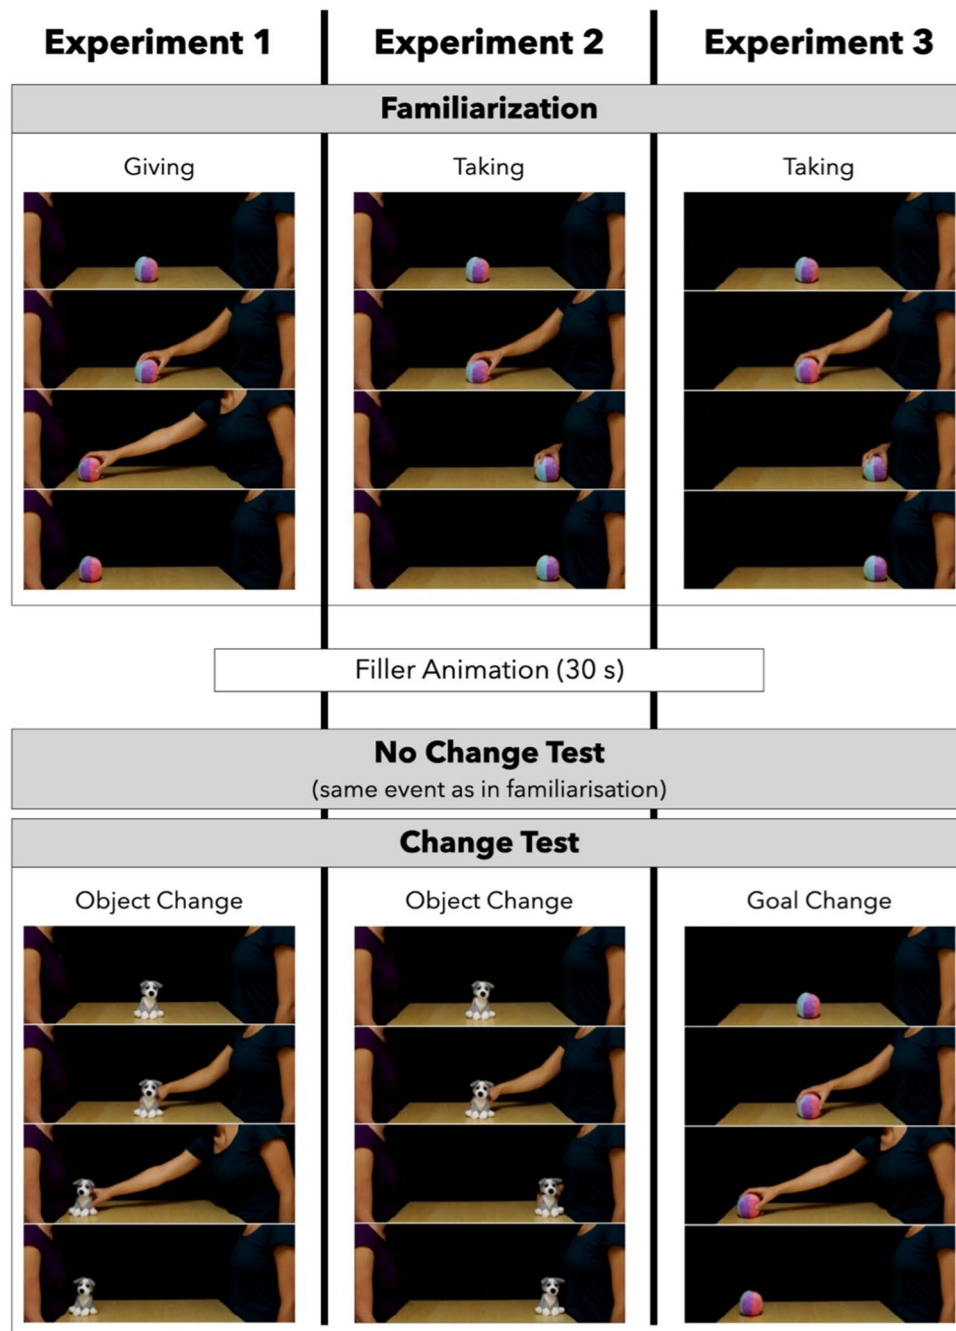 Experiment 1 Experiment 2 Experiment 3
Familiarization
Giving Taking Taking
Filler Animation (30 s)
No Change Test
(same event as in familiarisation)
Change Test
Object Change Object Change Goal Change